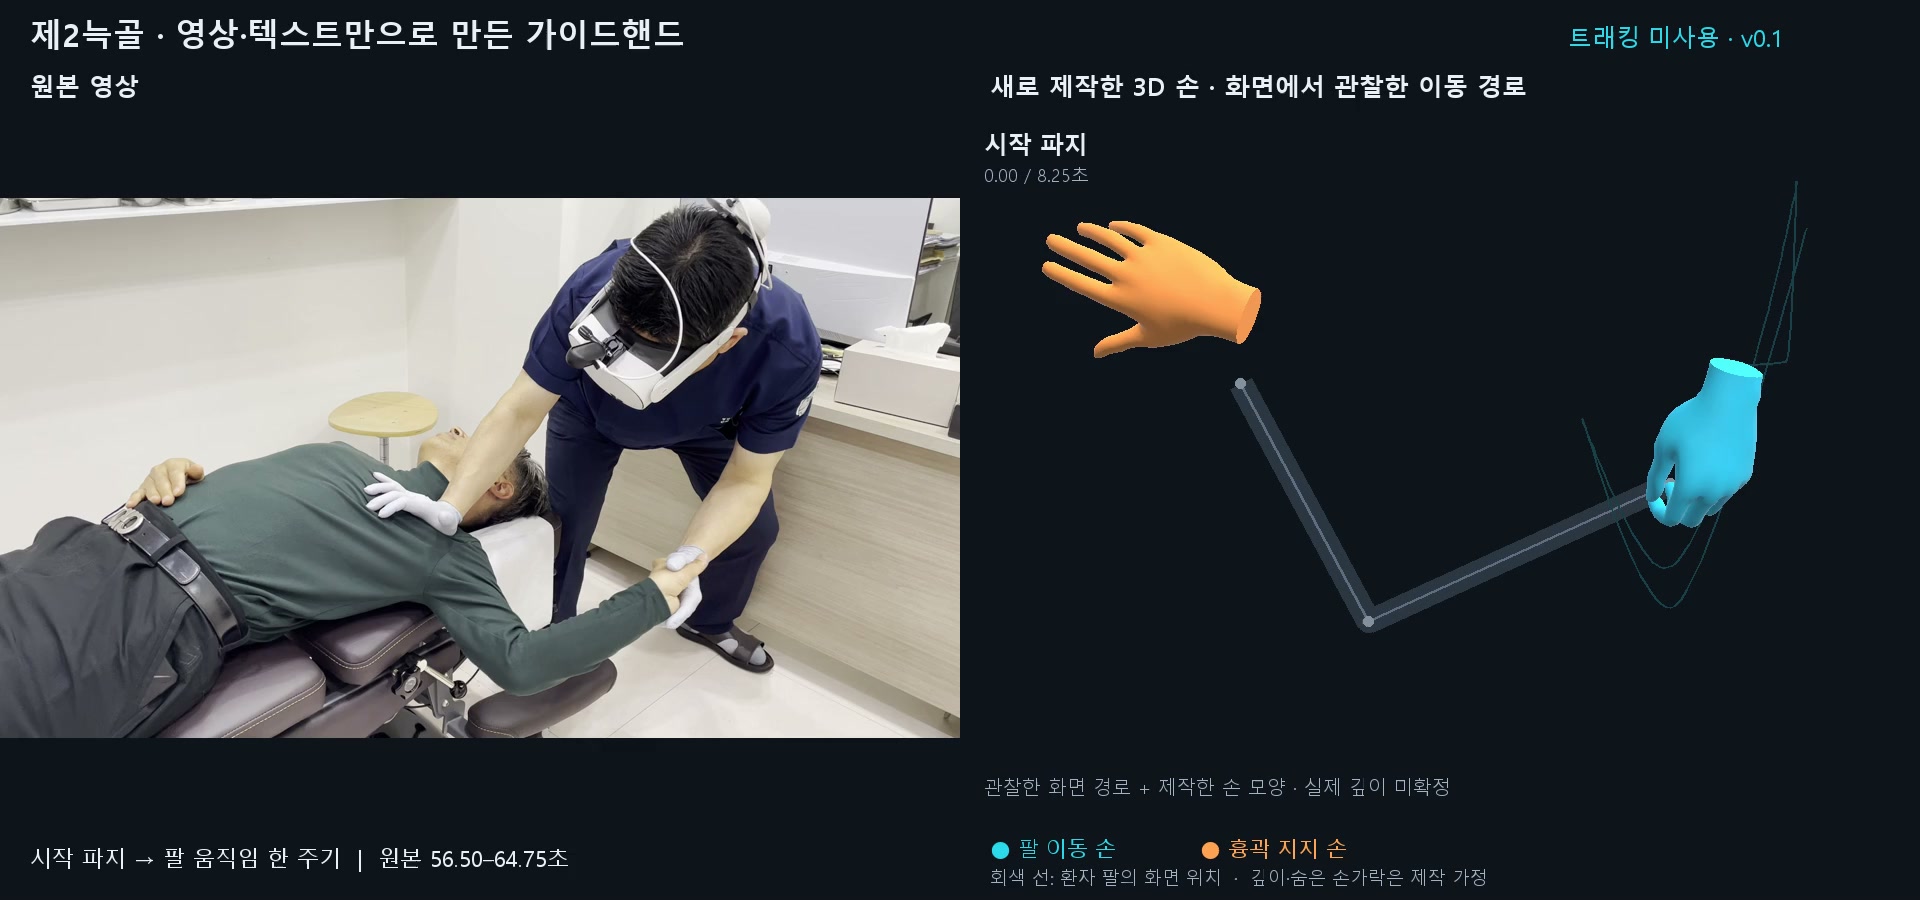 제2늑골 · 영상·텍스트만으로 만든 가이드핸드
트래킹 미사용 · v0.1
원본 영상
새로 제작한 3D 손 · 화면에서 관찰한 이동 경로
시작 파지
0.00 / 8.25초
관찰한 화면 경로 + 제작한 손 모양 · 실제 깊이 미확정
시작 파지 → 팔 움직임 한 주기 | 원본 56.50–64.75초
● 팔 이동 손 ● 흉곽 지지 손
회색 선: 환자 팔의 화면 위치 · 깊이·숨은 손가락은 제작 가정